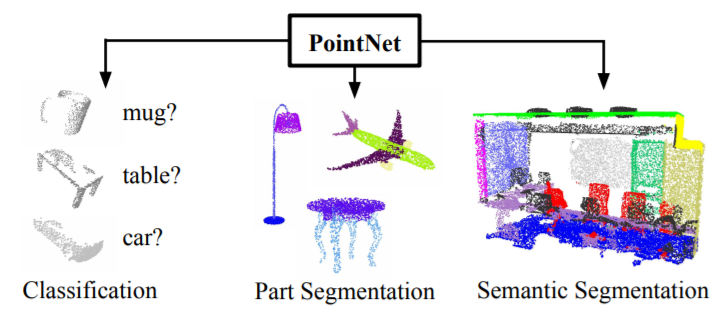 PointNet
mug?
table?
car?
Classification
Part Segmentation
Semantic Segmentation